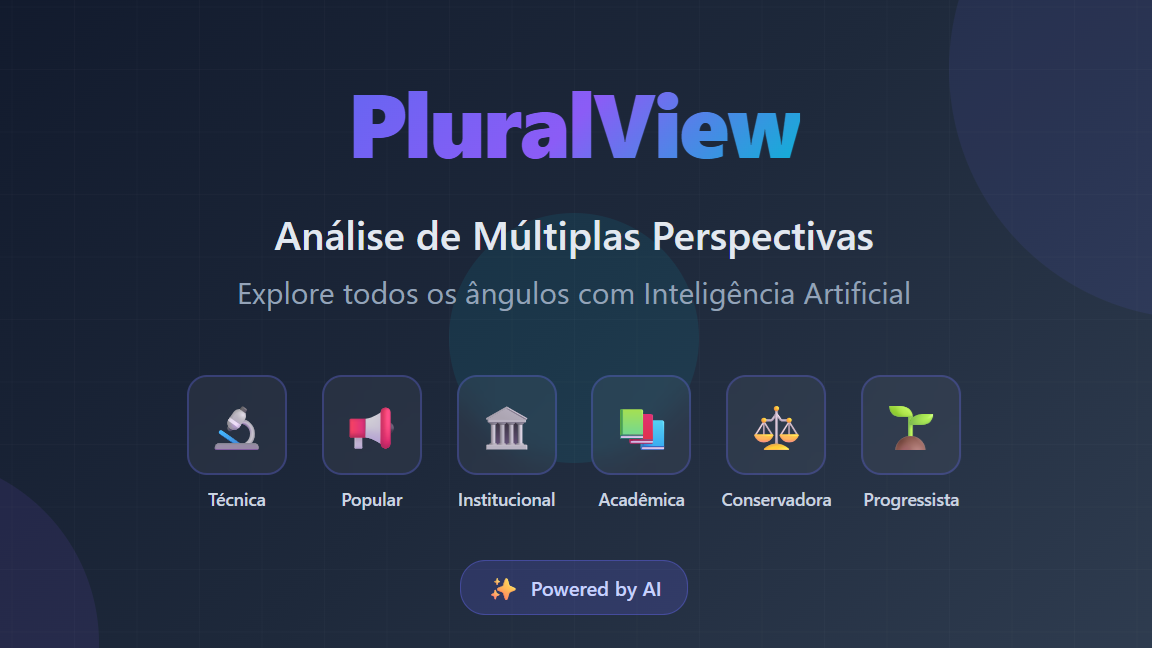 PluralView
Análise de Múltiplas Perspectivas
Explore todos os ângulos com Inteligência Artificial
Técnica
Popular
Institucional
Acadêmica
Conservadora
Progressista
Powered by AI